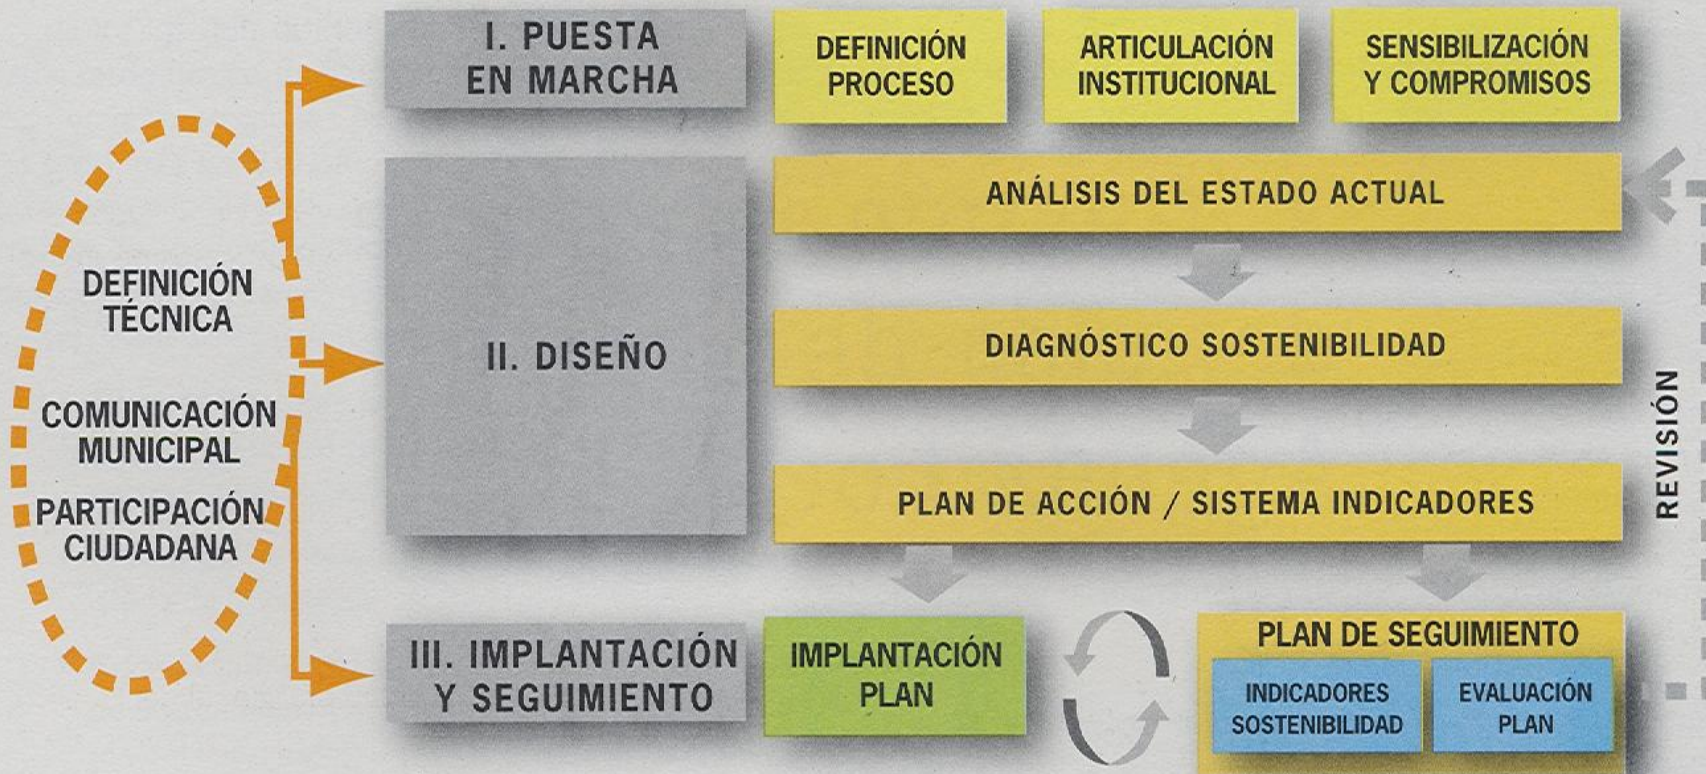 I. PUESTA
EN MARCHA
DEFINICIÓN
PROCESO
ARTICULACIÓN
INSTITUCIONAL
SENSIBILIZACIÓN
Y COMPROMISOS
DEFINICIÓN
TÉCNICA
COMUNICACIÓN
MUNICIPAL
PARTICIPACIÓN
CIUDADANA
II. DISEÑO
ANÁLISIS DEL ESTADO ACTUAL
DIAGNÓSTICO SOSTENIBILIDAD
PLAN DE ACCIÓN / SISTEMA INDICADORES
REVISIÓN
III. IMPLANTACIÓN
Y SEGUIMIENTO
IMPLANTACIÓN
PLAN
PLAN DE SEGUIMIENTO
INDICADORES
SOSTENIBILIDAD
EVALUACIÓN
PLAN